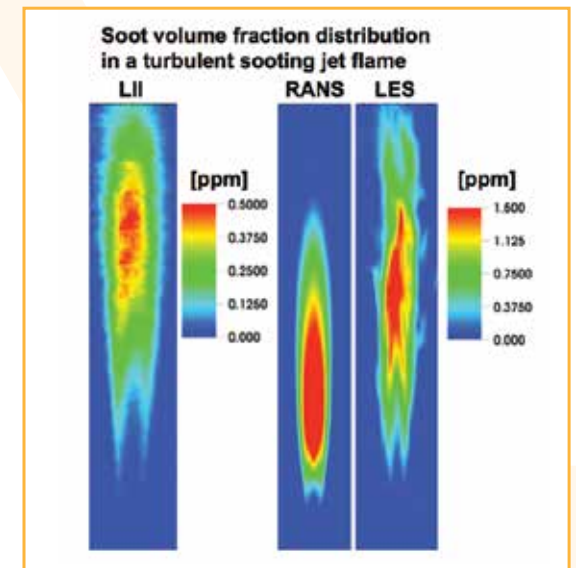 Soot volume fraction distribution
in a turbulent sooting jet flame
LII
RANS LES
[ppm]
0.5000
0.3750
0.2500
0.1250
0.000
[ppm]
1.500
1.125
0.7500
0.3750
0.000